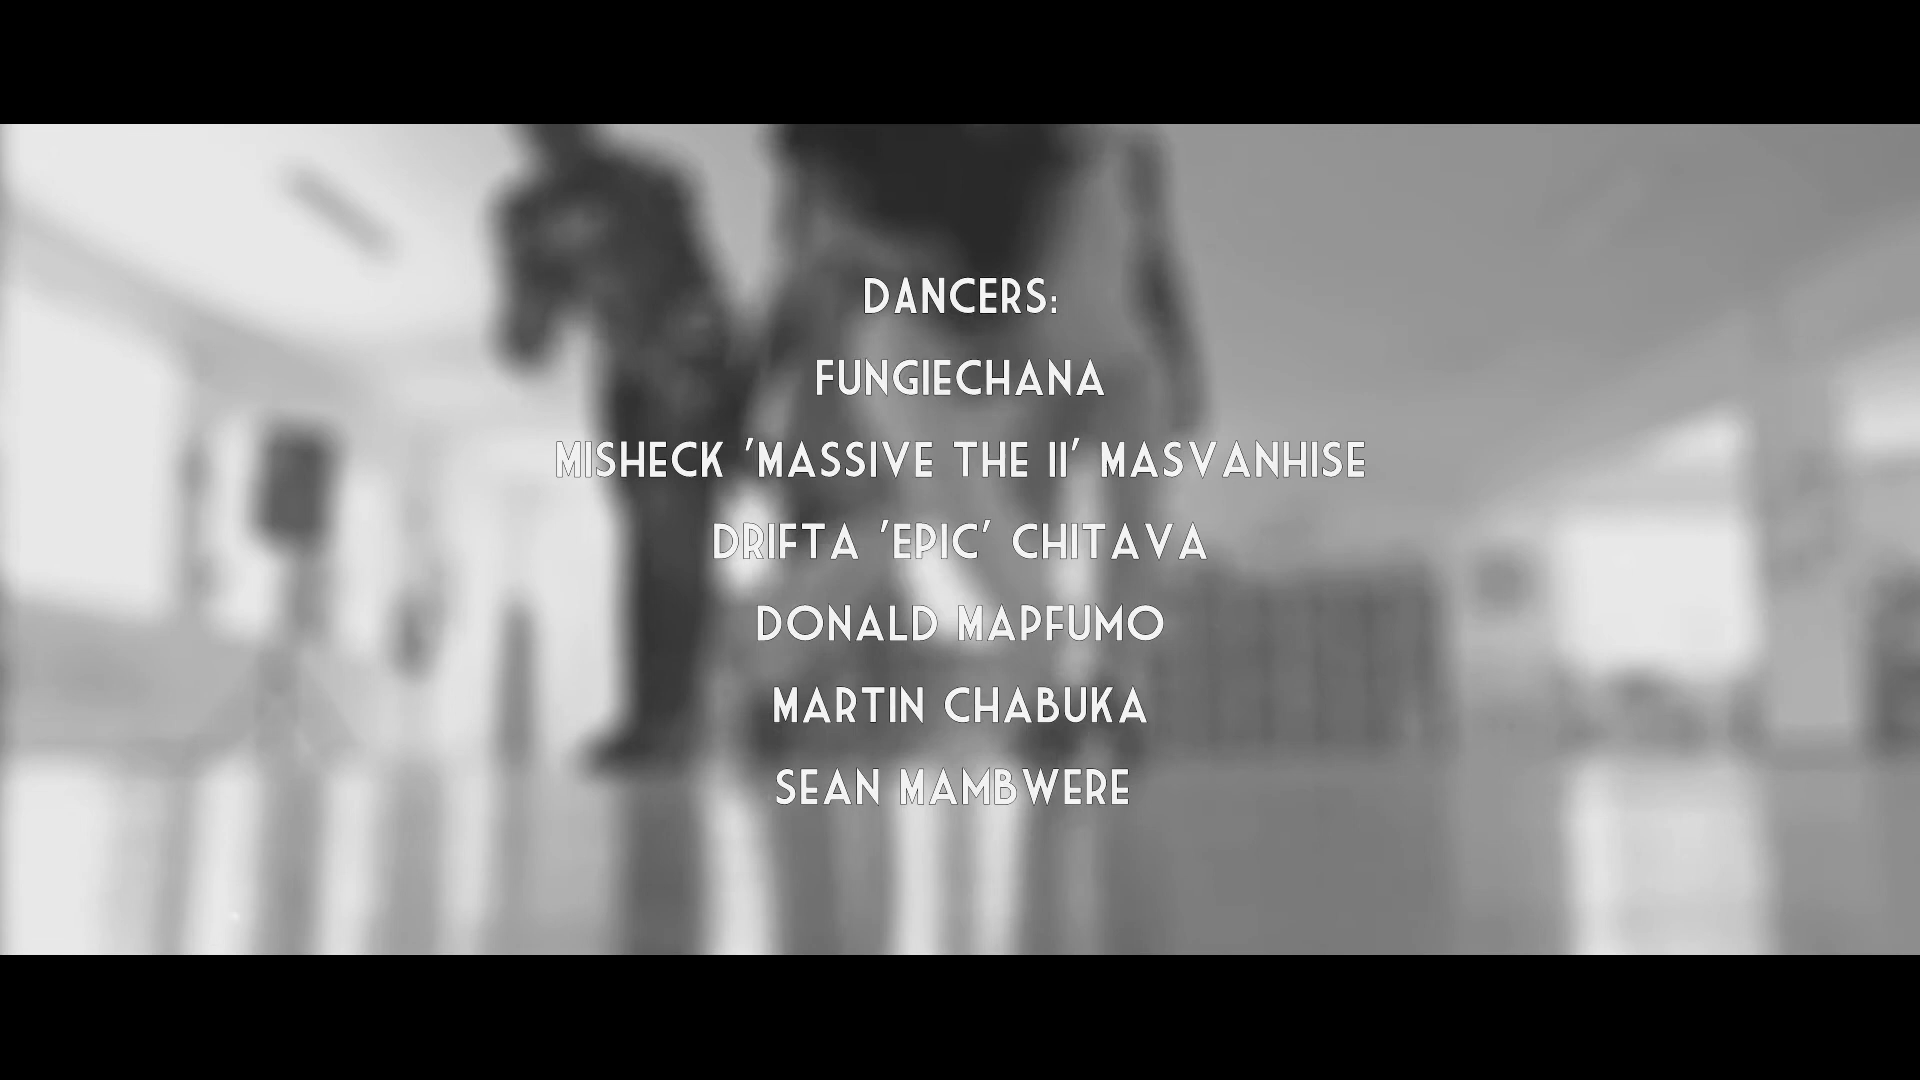 DANCERS:
FUNGIECHANA
MISHECK 'MASSIVE THE II' MASVANHISE
DRIFTA 'EPIC' CHITAVA
DONALD MAPFUMO
MARTIN CHABUKA
SEAN MAMBWERE